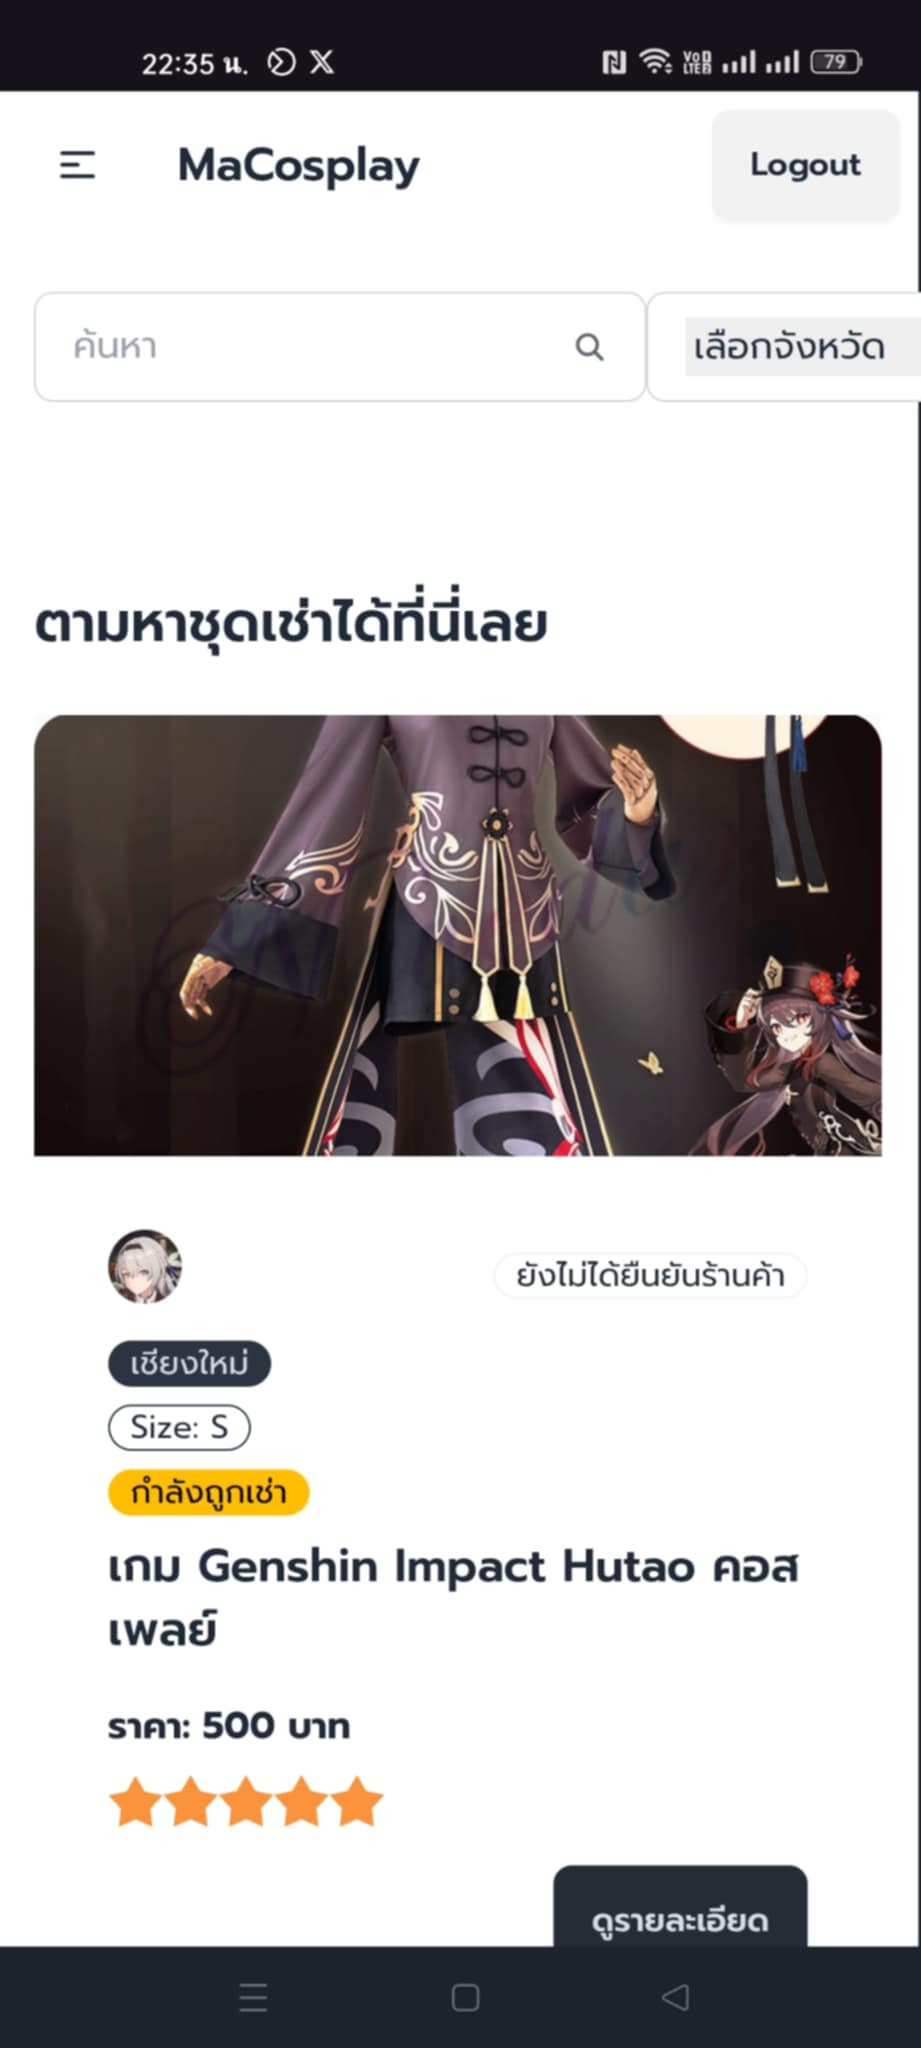 22:35 น.
VoD LTE2 79
MaCosplay
Logout
ค้นหา
เลือกจังหวัด
ตามหาชุดเช่าได้ที่นี่เลย
ยังไม่ได้ยืนยันร้านค้า
เชียงใหม่
Size: S
กำลังถูกเช่า
เกม Genshin Impact Hutao คอส
เพลย์
ราคา: 500 บาท
ดูรายละเอียด